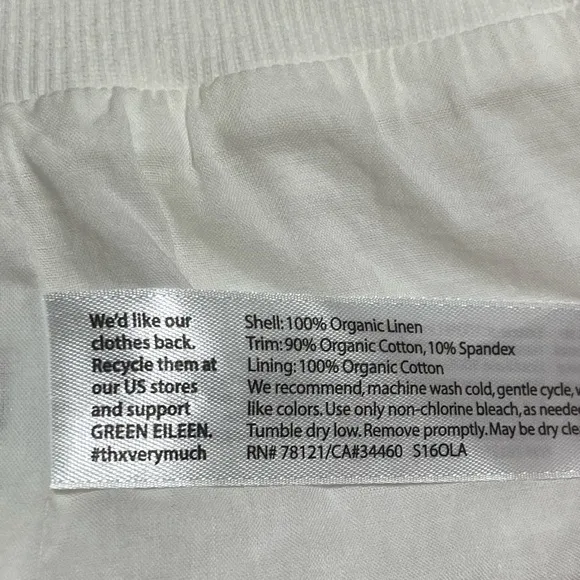 We'd like our
clothes back.
Recycle them at
our US stores
and support
GREEN EILEEN.
#thxverymuch
Shell: 100% Organic Linen
Trim: 90% Organic Cotton, 10% Spandex
Lining: 100% Organic Cotton
We recommend, machine wash cold, gentle cycle,
like colors. Use only non-chlorine bleach, as neede
Tumble dry low. Remove promptly. May be dry cle
RN# 78121/CA#34460 S16OLA